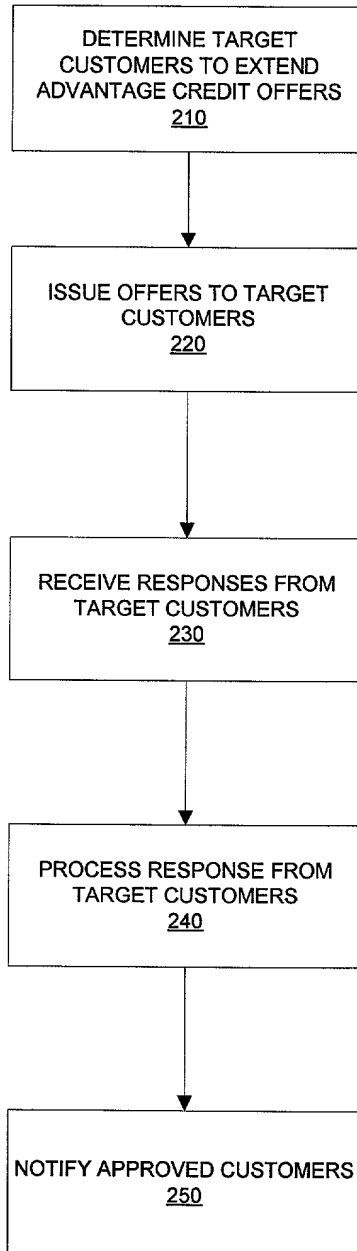 DETERMINE TARGET
CUSTOMERS TO EXTEND
ADVANTAGE CREDIT OFFERS
210
ISSUE OFFERS TO TARGET
CUSTOMERS
220
RECEIVE RESPONSES FROM
TARGET CUSTOMERS
230
PROCESS RESPONSE FROM
TARGET CUSTOMERS
240
NOTIFY APPROVED CUSTOMERS
250